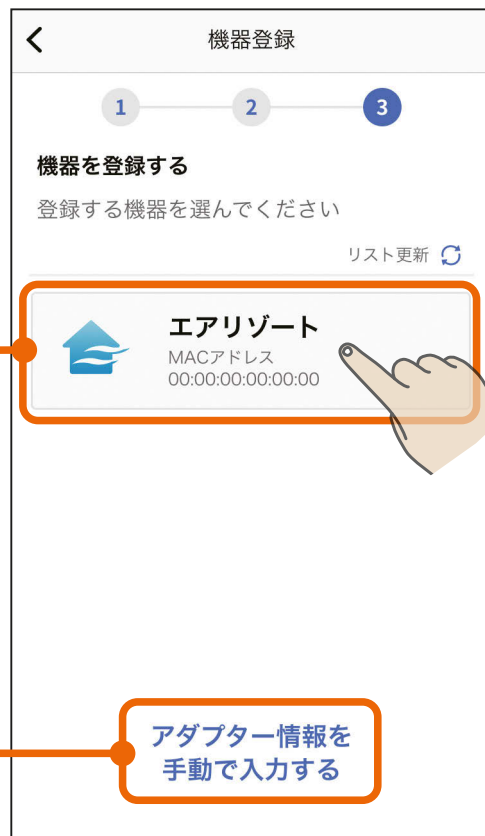 機器登録
1
2
3
機器を登録する
登録する機器を選んでください
リスト更新
エアリゾート
MACアドレス
00:00:00:00:00:00
アダプター情報を
手動で入力する